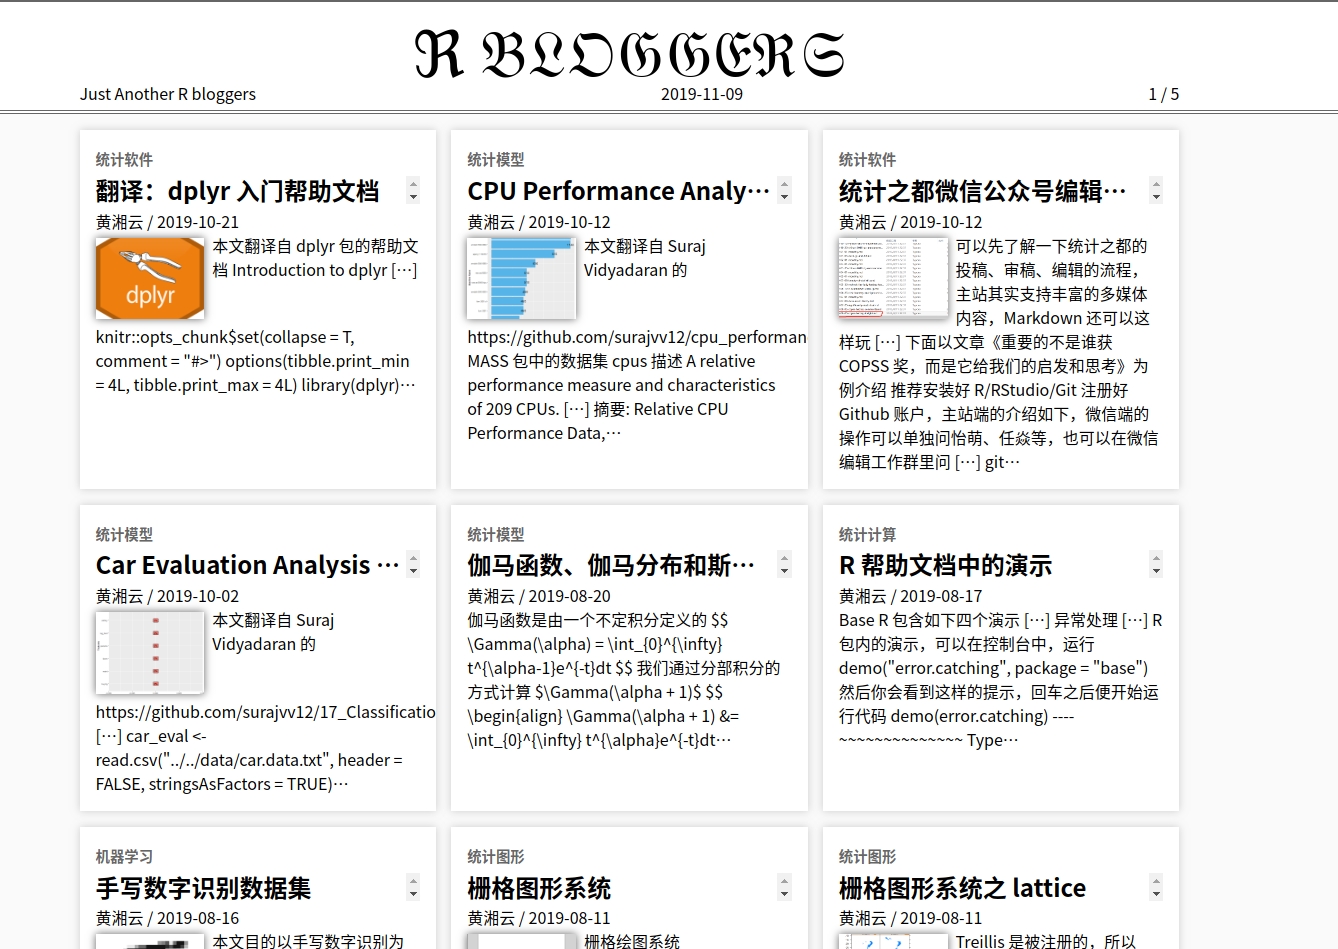 R BLOGGERS
Just Another R bloggers
2019-11-09
1 / 5
统计软件
翻译：dplyr 入门帮助文档
黄湘云 / 2019-10-21
dplyr
本文翻译自 dplyr 包的帮助文
档 Introduction to dplyr […]
knitr::opts_chunk$set(collapse = T,
comment = "#>") options(tibble.print_min
= 4L, tibble.print_max = 4L) library(dplyr)…
统计模型
CPU Performance Analy…
黄湘云 / 2019-10-12
本文翻译自 Suraj
Vidyadaran 的
https://github.com/surajvv12/cpu_performan
MASS 包中的数据集 cpus 描述 A relative
performance measure and characteristics
of 209 CPUs. […] 摘要: Relative CPU
Performance Data,…
统计软件
统计之都微信公众号编辑…
黄湘云 / 2019-10-12
可以先了解一下统计之都的
投稿、审稿、编辑的流程，
主站其实支持丰富的多媒体
内容，Markdown 还可以这
样玩 […] 下面以文章《重要的不是谁获
COPSS 奖，而是它给我们的启发和思考》为
例介绍 推荐安装好 R/RStudio/Git 注册好
Github 账户，主站端的介绍如下，微信端的
操作可以单独问怡萌、任焱等，也可以在微信
编辑工作群里问 […] git…
统计模型
Car Evaluation Analysis …
黄湘云 / 2019-10-02
本文翻译自 Suraj
Vidyadaran 的
https://github.com/surajvv12/17_Classificatio
[…] car_eval <-
read.csv("../../data/car.data.txt", header =
FALSE, stringsAsFactors = TRUE)…
统计模型
伽马函数、伽马分布和斯…
黄湘云 / 2019-08-20
伽马函数是由一个不定积分定义的 $$
\Gamma(\alpha) = \int_{0}^{\infty}
t^{\alpha-1}e^{-t}dt $$ 我们通过分部积分的
方式计算 $\Gamma(\alpha + 1)$ $$
\begin{align} \Gamma(\alpha + 1) &=
\int_{0}^{\infty} t^{\alpha}e^{-t}dt…
统计计算
R 帮助文档中的演示
黄湘云 / 2019-08-17
Base R 包含如下四个演示 […] 异常处理 […] R
包内的演示，可以在控制台中，运行
demo("error.catching", package = "base")
然后你会看到这样的提示，回车之后便开始运
行代码 demo(error.catching) ----
~~~~~~~~~~~~~~ Type…
机器学习
手写数字识别数据集
黄湘云 / 2019-08-16
本文目的以手写数字识别为
统计图形
栅格图形系统
黄湘云 / 2019-08-11
栅格绘图系统
统计图形
栅格图形系统之 lattice
黄湘云 / 2019-08-11
Treillis 是被注册的，所以